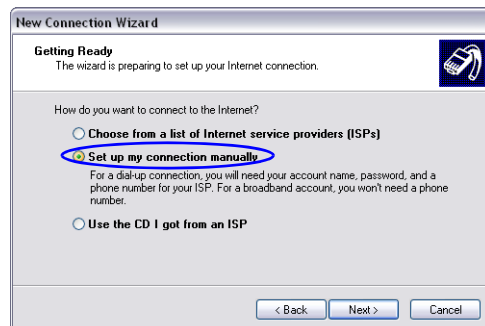 New Connection Wizard
Getting Ready
The wizard is preparing to set up your Internet connection.
How do you want to connect to the Internet?
Choose from a list of Internet service providers (ISPs)
Set up my connection manually
For a dial-up connection, you will need your account name, password, and a
phone number for your ISP. For a broadband account, you won't need a phone
number.
Use the CD I got from an ISP
< Back Next > Cancel